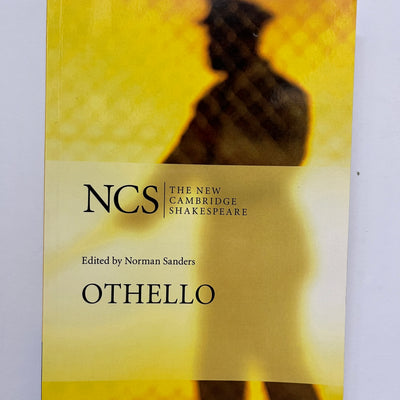 NCS
THE NEW
CAMBRIDGE
SHAKESPEARE
Edited by Norman Sanders
OTHELLO